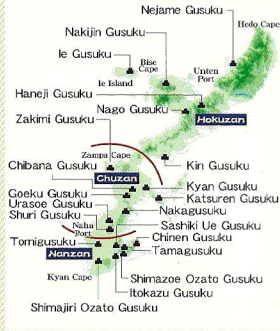 Nejame Gusuku
Hedo Cape
Nakijin Gusuku
Ie Gusuku
Bise
Cape
Unten
Port
Ie Island
Haneji Gusuku
Nago Gusuku
Hokuzan
Zakimi Gusuku
Zampa Cape
Kin Gusuku
Chibana Gusuku
Chuzan
Kyan Gusuku
Goeku Gusuku
Katsuren Gusuku
Urasoe Gusuku
Nakagusuku
Shuri Gusuku
Naha
Port
Sashiki Ue Gusuku
Tomigusuku
Chinen Gusuku
Nanzan
Tamagusuku
Kyan Cape
Shimazoe Ozato Gusuku
Itokazu Gusuku
Shimajiri Ozato Gusuku